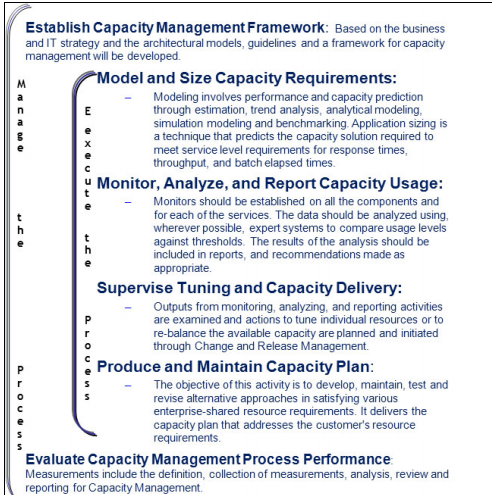 Establish Capacity Management Framework: Based on the business
and IT strategy and the architectural models, guidelines and a framework for capacity
management will be developed.
Manage the Process
Execute the Process
Model and Size Capacity Requirements:
– Modeling involves performance and capacity prediction
through estimation, trend analysis, analytical modeling,
simulation modeling and benchmarking. Application sizing is
a technique that predicts the capacity solution required to
meet service level requirements for response times,
throughput, and batch elapsed times.
Monitor, Analyze, and Report Capacity Usage:
– Monitors should be established on all the components and
for each of the services. The data should be analyzed using,
wherever possible, expert systems to compare usage levels
against thresholds. The results of the analysis should be
included in reports, and recommendations made as
appropriate.
Supervise Tuning and Capacity Delivery:
– Outputs from monitoring, analyzing, and reporting activities
are examined and actions to tune individual resources or to
re-balance the available capacity are planned and initiated
through Change and Release Management.
Produce and Maintain Capacity Plan:
– The objective of this activity is to develop, maintain, test and
revise alternative approaches in satisfying various
enterprise-shared resource requirements. It delivers the
capacity plan that addresses the customer's resource
requirements.
Evaluate Capacity Management Process Performance:
Measurements include the definition, collection of measurements, analysis, review and
reporting for Capacity Management.